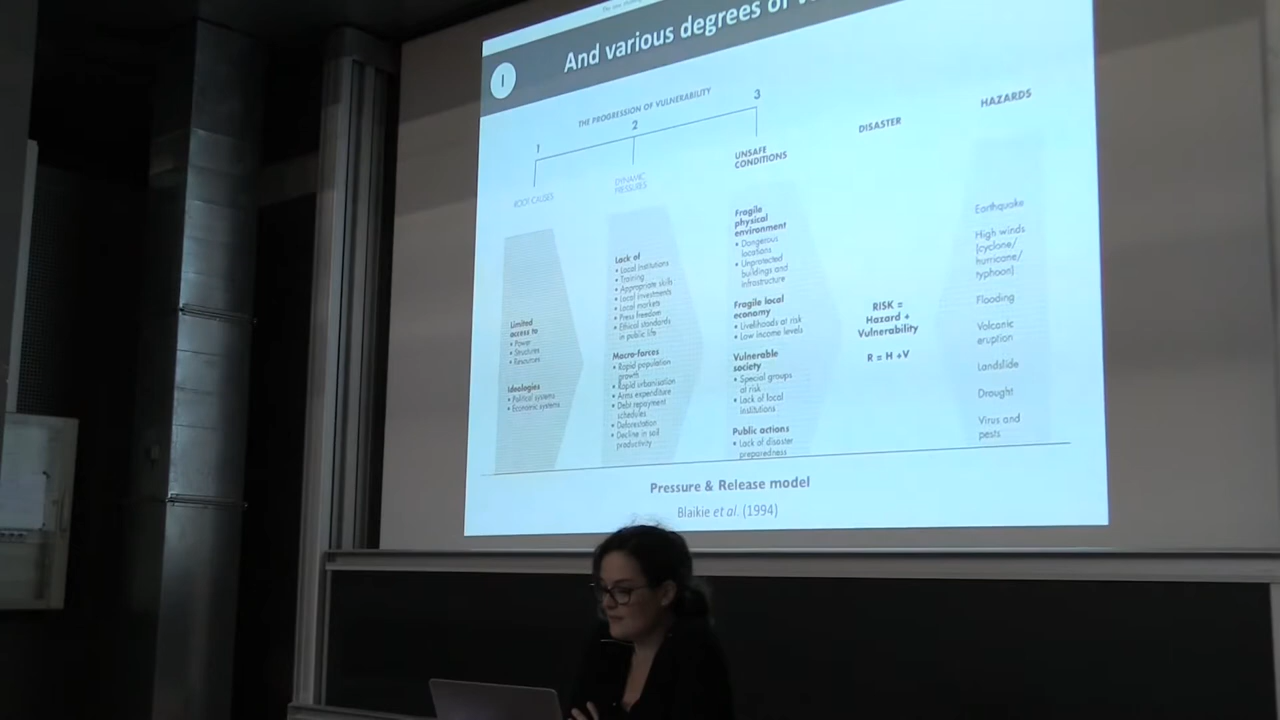 And various degrees of
I
THE PROGRESSION OF VULNERABILITY
1
2
3
ROOT CAUSES
DYNAMIC
PRESSURES
UNSAFE
CONDITIONS
DISASTER
HAZARDS
Limited
access to
• Power
• Structures
• Resources
Ideologies
• Political systems
• Economic systems
Lack of
• Local institutions
• Training
• Appropriate skills
• Local investments
• Local markets
• Press freedom
• Ethical standards
in public life
Macro-forces
• Rapid population
growth
• Rapid urbanisation
• Arms expenditure
• Debt repayment
schedules
• Deforestation
• Decline in soil
productivity
Fragile
physical
environment
• Dangerous
locations
• Unprotected
buildings and
infrastructure
Fragile local
economy
• Livelihoods at risk
• Low income levels
Vulnerable
society
• Special groups
at risk
• Lack of local
institutions
Public actions
• Lack of disaster
preparedness
RISK =
Hazard +
Vulnerability
R = H +V
Earthquake
High winds
(cyclone/
hurricane/
typhoon)
Flooding
Volcanic
eruption
Landslide
Drought
Virus and
pests
Pressure & Release model
Blaikie et al. (1994)